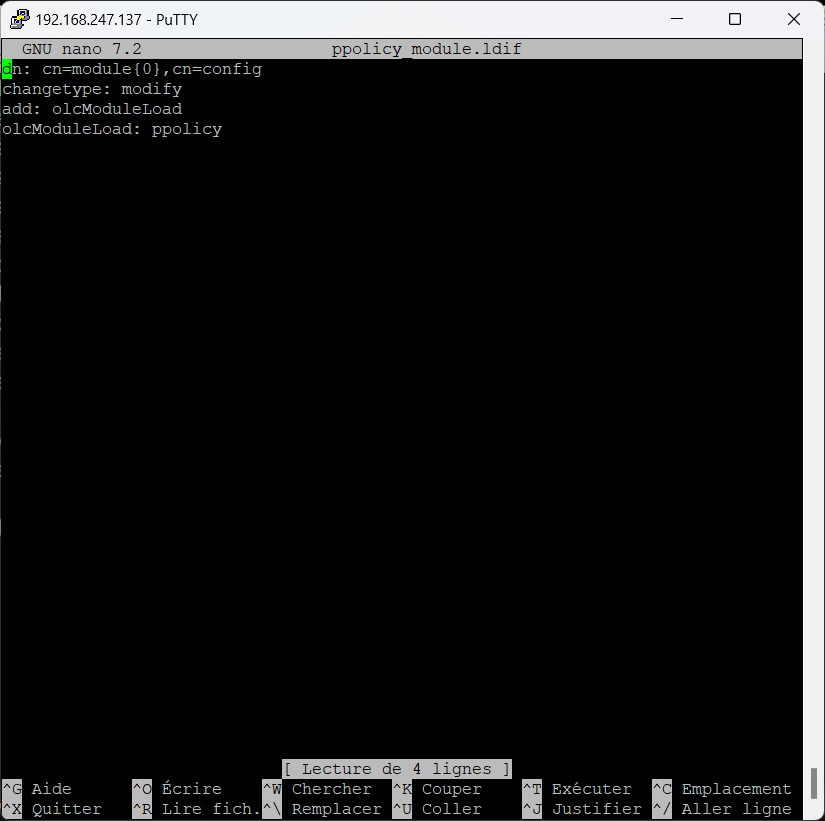 192.168.247.137 - PuTTY
GNU nano 7.2 ppolicy_module.ldif
dn: cn=module{0},cn=config
changetype: modify
add: olcModuleLoad
olcModuleLoad: ppolicy
[ Lecture de 4 lignes ]
^G Aide ^O Écrire ^W Chercher ^K Couper ^T Exécuter ^C Emplacement
^X Quitter ^R Lire fich. ^\ Remplacer ^U Coller ^J Justifier ^/ Aller ligne